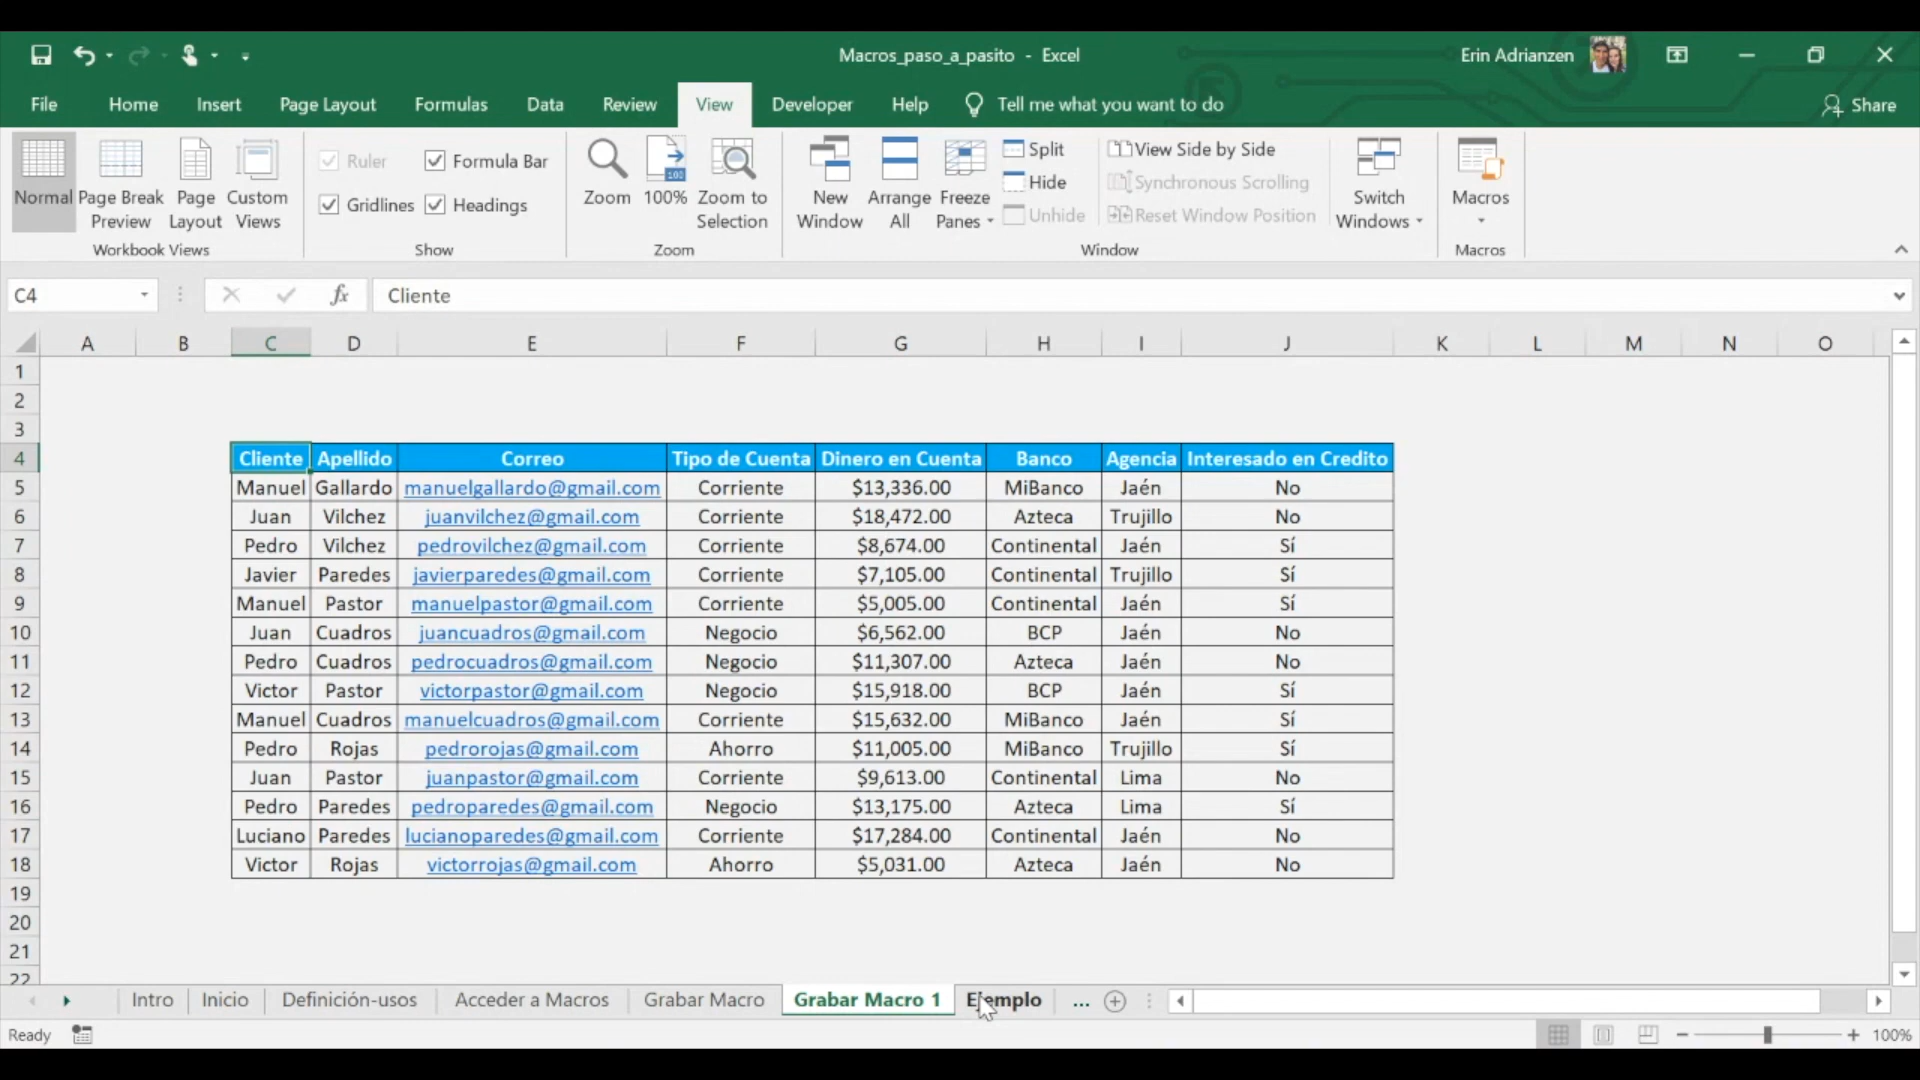 Macros_paso_a_pasito - Excel
Erin Adrianzen
File Home Insert Page Layout Formulas Data Review View Developer Help Tell me what you want to do Share
Normal
Page Break Preview
Page Layout
Custom Views
Workbook Views
Ruler
Formula Bar
Gridlines
Headings
Show
Zoom
100%
Zoom to Selection
Zoom
New Window
Arrange All
Freeze Panes
Split
Hide
Unhide
View Side by Side
Synchronous Scrolling
Reset Window Position
Switch Windows
Window
Macros
Macros
C4 fx Cliente
A B C D E F G H I J K L M N O
1
2
3
4 Cliente Apellido Correo Tipo de Cuenta Dinero en Cuenta Banco Agencia Interesado en Credito
5 Manuel Gallardo manuelgallardo@gmail.com Corriente $13,336.00 MiBanco Jaén No
6 Juan Vilchez juanvilchez@gmail.com Corriente $18,472.00 Azteca Trujillo No
7 Pedro Vilchez pedrovilchez@gmail.com Corriente $8,674.00 Continental Jaén Sí
8 Javier Paredes javierparedes@gmail.com Corriente $7,105.00 Continental Trujillo Sí
9 Manuel Pastor manuelpastor@gmail.com Corriente $5,005.00 Continental Jaén Sí
10 Juan Cuadros juancuadros@gmail.com Negocio $6,562.00 BCP Jaén No
11 Pedro Cuadros pedrocuadros@gmail.com Negocio $11,307.00 Azteca Jaén No
12 Victor Pastor victorpastor@gmail.com Negocio $15,918.00 BCP Jaén Sí
13 Manuel Cuadros manuelcuadros@gmail.com Corriente $15,632.00 MiBanco Jaén Sí
14 Pedro Rojas pedrorojas@gmail.com Ahorro $11,005.00 MiBanco Trujillo Sí
15 Juan Pastor juanpastor@gmail.com Corriente $9,613.00 Continental Lima No
16 Pedro Paredes pedroparedes@gmail.com Negocio $13,175.00 Azteca Lima Sí
17 Luciano Paredes lucianoparedes@gmail.com Corriente $17,284.00 Continental Jaén No
18 Victor Rojas victorrojas@gmail.com Ahorro $5,031.00 Azteca Jaén No
19
20
21
22
Intro Inicio Definición-usos Acceder a Macros Grabar Macro Grabar Macro 1 Ejemplo ...
Ready 100%